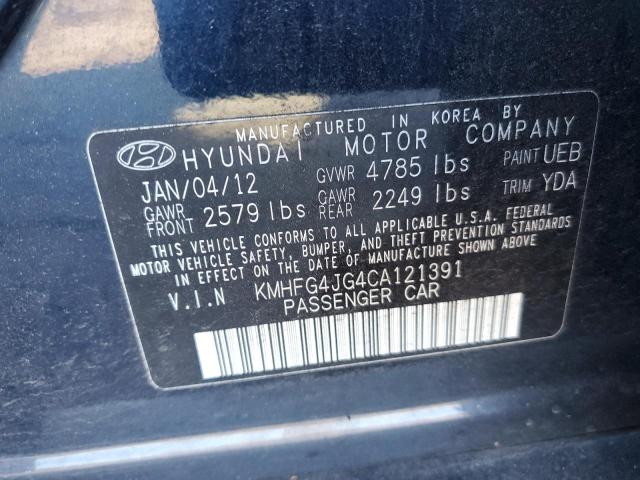 MANUFACTURED IN KOREA BY
HYUNDAI MOTOR COMPANY
JAN/04/12 GVWR 4785 lbs PAINT UEB
GAWR FRONT 2579 lbs GAWR REAR 2249 lbs TRIM YDA
THIS VEHICLE CONFORMS TO ALL APPLICABLE U.S.A. FEDERAL
MOTOR VEHICLE SAFETY, BUMPER, AND THEFT PREVENTION STANDARDS
IN EFFECT ON THE DATE OF MANUFACTURE SHOWN ABOVE.
V.I.N KMHFG4JG4CA121391
PASSENGER CAR